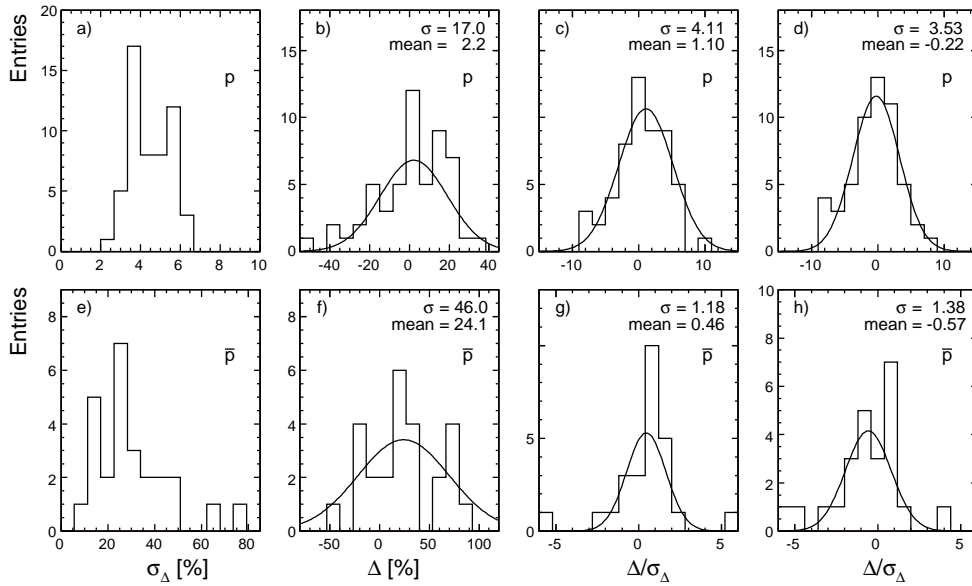 Entries
20
15
10
5
0
a)
p
0 2 4 6 8 10
15
10
5
0
b)
σ = 17.0
mean = 2.2
p
-40 -20 0 20 40
15
10
5
0
c)
σ = 4.11
mean = 1.10
p
-10 0 10
15
10
5
0
d)
σ = 3.53
mean = -0.22
p
-10 0 10
Entries
8
6
4
2
0
e)
p̅
0 20 40 60 80
σΔ [%]
8
6
4
2
0
f)
σ = 46.0
mean = 24.1
p̅
-50 0 50 100
Δ [%]
5
0
g)
σ = 1.18
mean = 0.46
p̅
-5 0 5
Δ/σΔ
10
8
6
4
2
0
h)
σ = 1.38
mean = -0.57
p̅
-5 0 5
Δ/σΔ